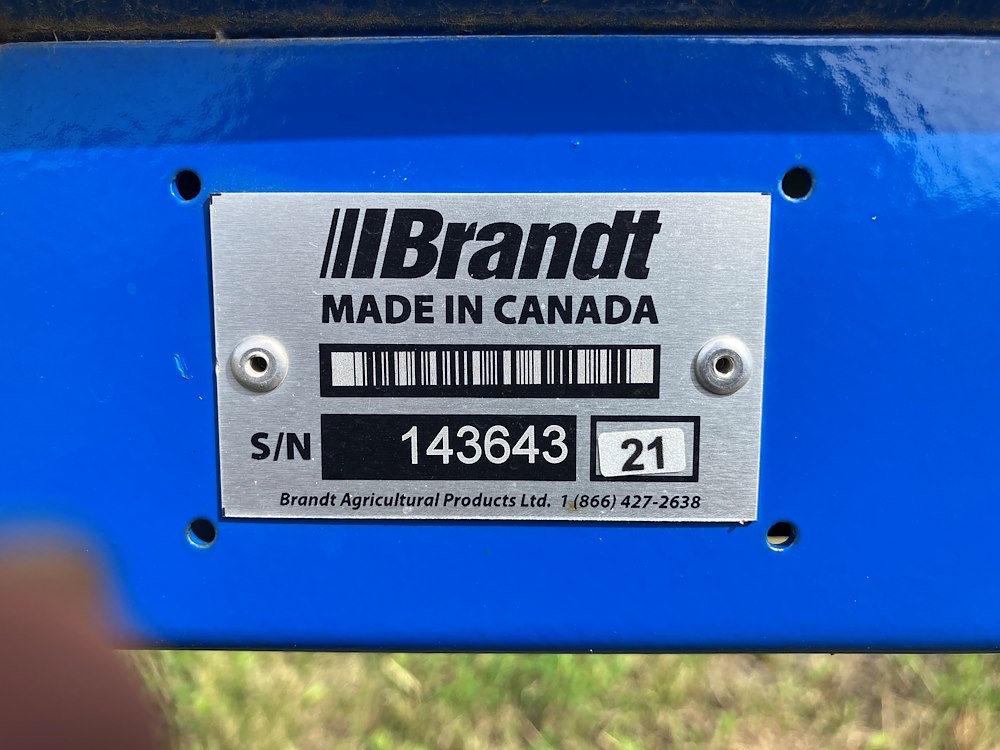 Brandt
MADE IN CANADA
S/N 143643 21
Brandt Agricultural Products Ltd. 1 (866) 427-2638